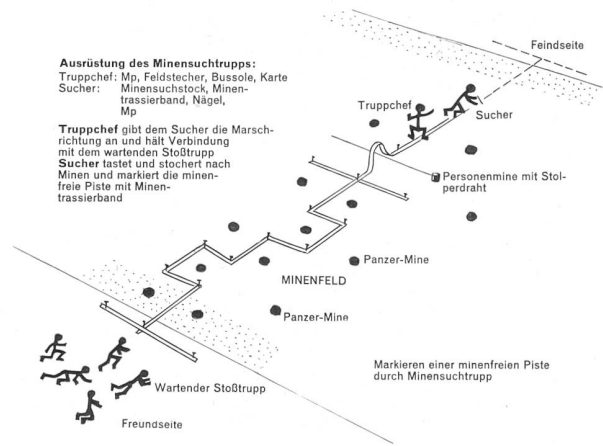 Ausrüstung des Minensuchtrupps:
Truppchef: Mp, Feldstecher, Bussole, Karte
Sucher: Minensuchstock, Minen-
trassierband, Nägel,
Mp
Truppchef gibt dem Sucher die Marsch-
richtung an und hält Verbindung
mit dem wartenden Stoßtrupp
Sucher tastet und stochert nach
Minen und markiert die minen-
freie Piste mit Minen-
trassierband
Feindseite
Truppchef
Sucher
Personenmine mit Stol-
perdraht
Panzer-Mine
MINENFELD
Panzer-Mine
Wartender Stoßtrupp
Freundseite
Markieren einer minenfreien Piste
durch Minensuchtrupp